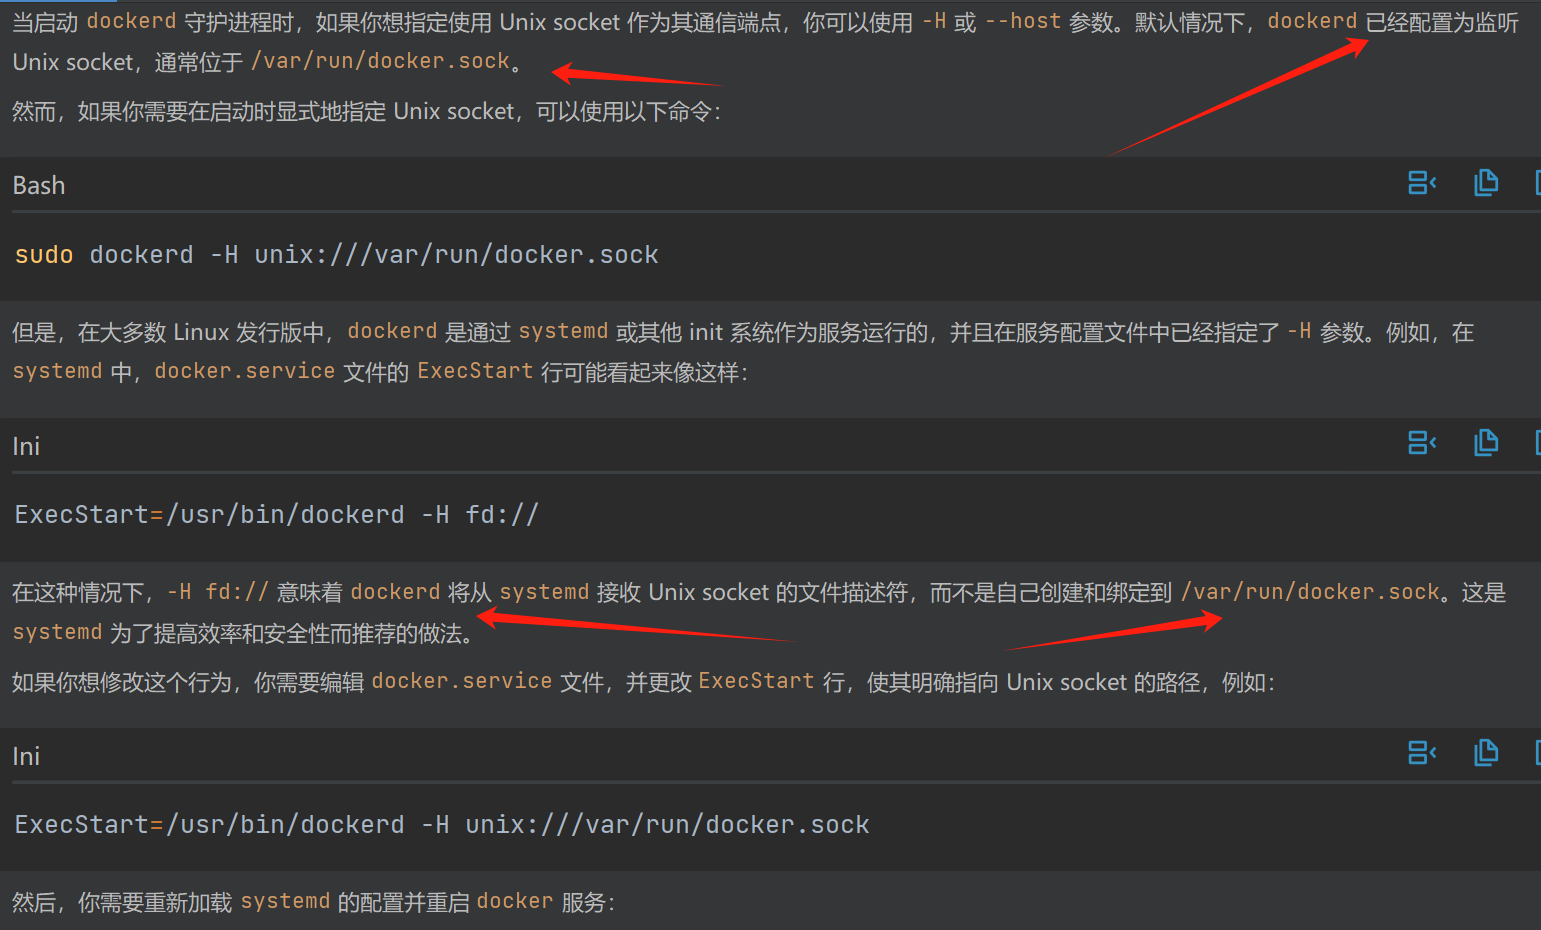 当启动 dockerd 守护进程时，如果你想指定使用 Unix socket 作为其通信端点，你可以使用 -H 或 --host 参数。默认情况下，dockerd 已经配置为监听
Unix socket，通常位于 /var/run/docker.sock。
然而，如果你需要在启动时显式地指定 Unix socket，可以使用以下命令：
Bash
sudo dockerd -H unix:///var/run/docker.sock
但是，在大多数 Linux 发行版中，dockerd 是通过 systemd 或其他 init 系统作为服务运行的，并且在服务配置文件中已经指定了 -H 参数。例如，在
systemd 中，docker.service 文件的 ExecStart 行可能看起来像这样：
Ini
ExecStart=/usr/bin/dockerd -H fd://
在这种情况下，-H fd:// 意味着 dockerd 将从 systemd 接收 Unix socket 的文件描述符，而不是自己创建和绑定到 /var/run/docker.sock。这是
systemd 为了提高效率和安全性而推荐的做法。
如果你想修改这个行为，你需要编辑 docker.service 文件，并更改 ExecStart 行，使其明确指向 Unix socket 的路径，例如：
Ini
ExecStart=/usr/bin/dockerd -H unix:///var/run/docker.sock
然后，你需要重新加载 systemd 的配置并重启 docker 服务：